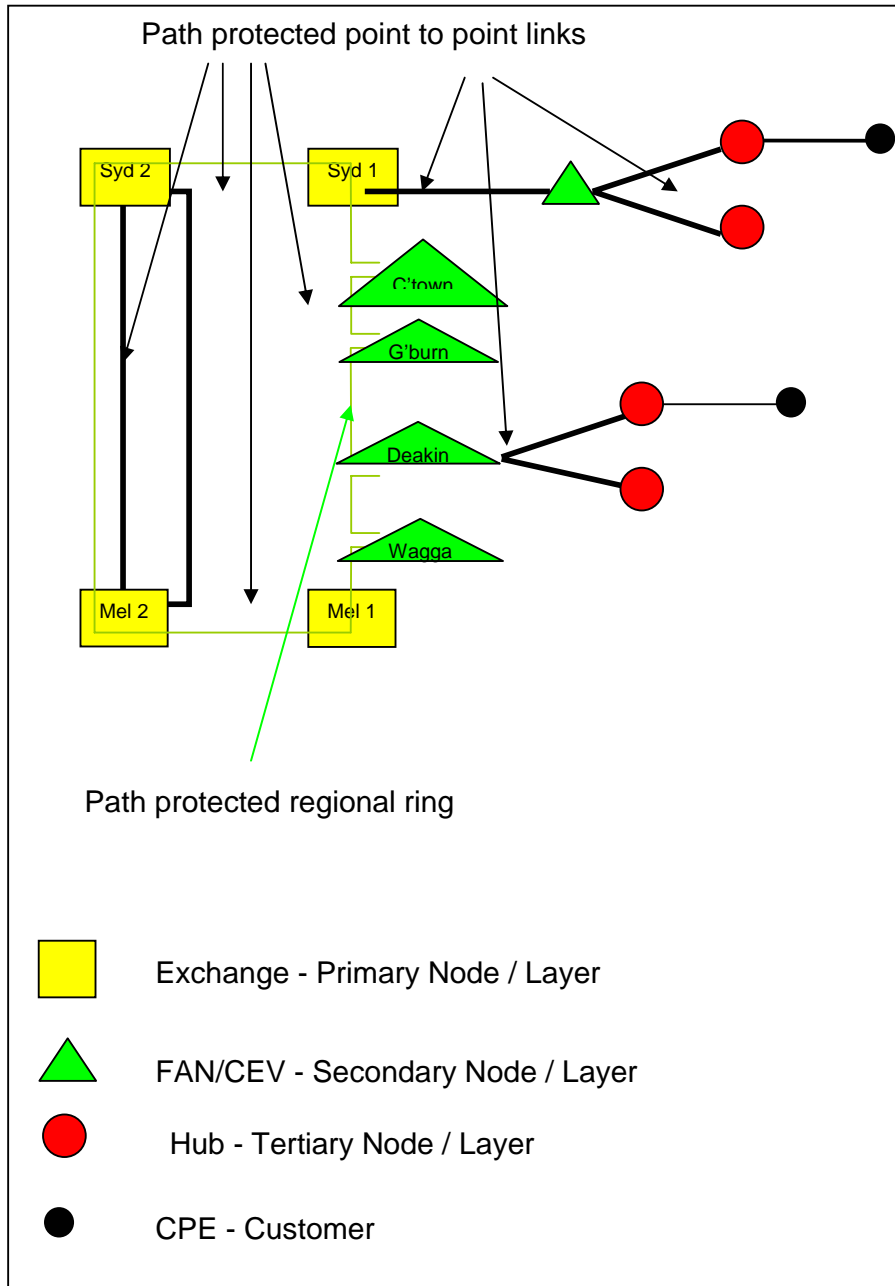 Path protected point to point links
Syd 2
Syd 1
C'town
G'burn
Deakin
Wagga
Mel 2
Mel 1
Path protected regional ring
Exchange - Primary Node / Layer
FAN/CEV - Secondary Node / Layer
Hub - Tertiary Node / Layer
CPE - Customer